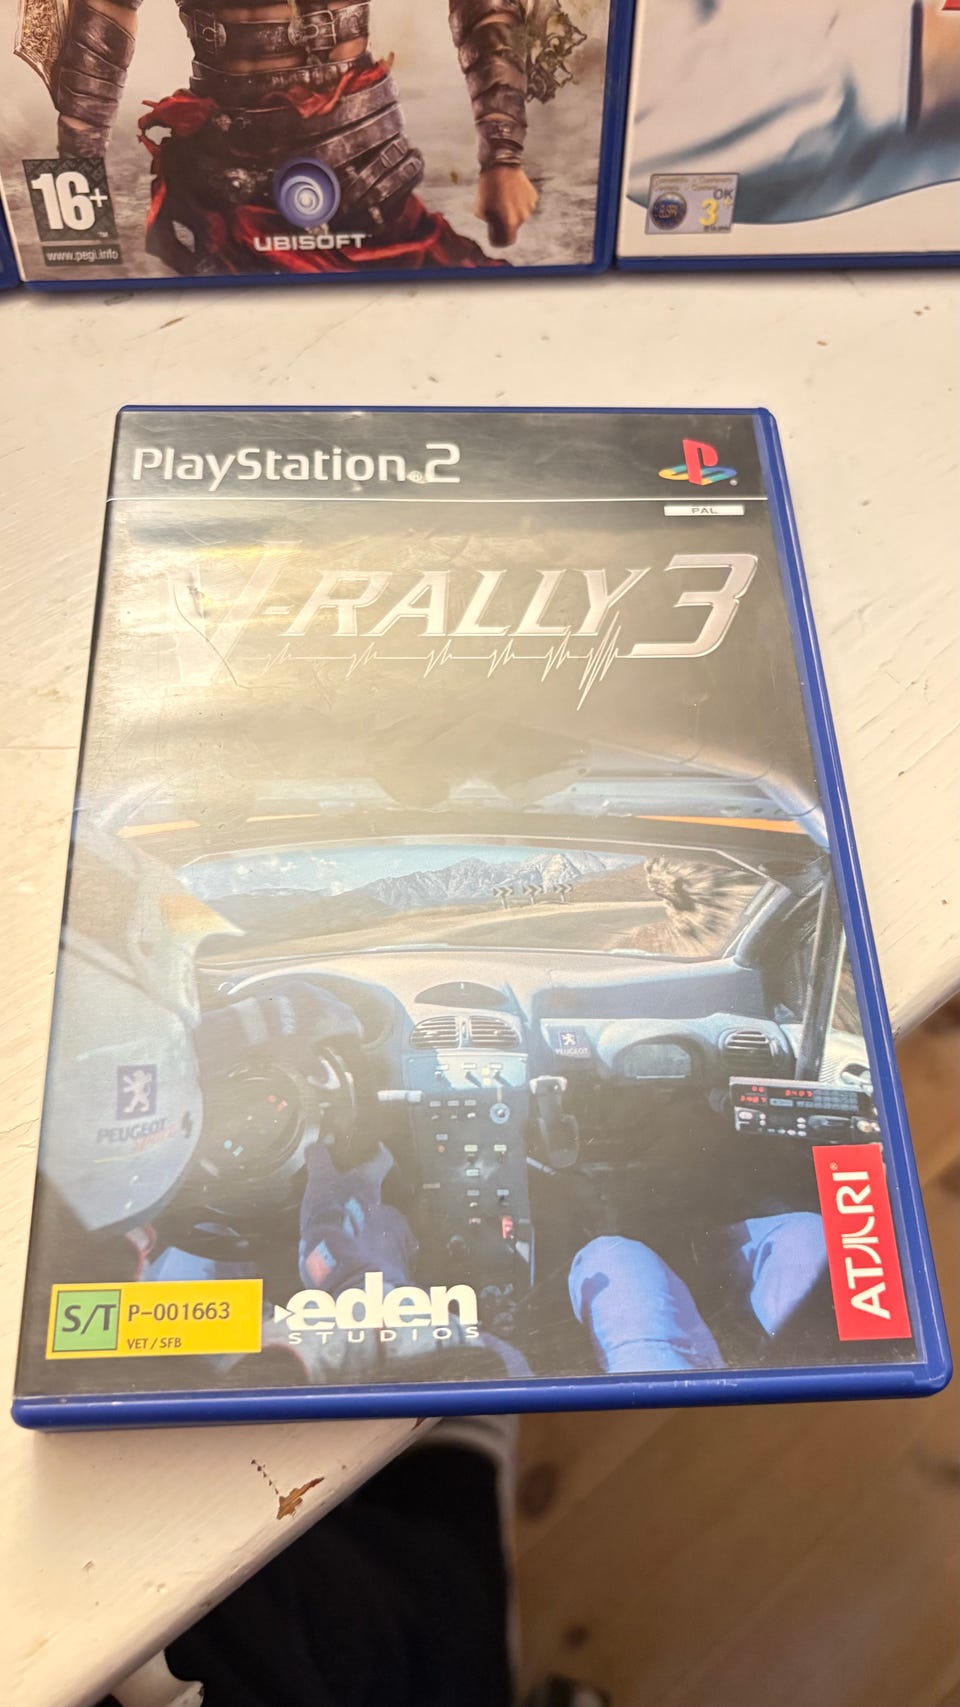 16+
www.pegi.info
UBISOFT
OK
3+
PlayStation®2
PAL
V-RALLY 3
PEUGEOT
PEUGEOT
ATARI®
S/T P-001663
VET / SFB
eden
STUDIOS